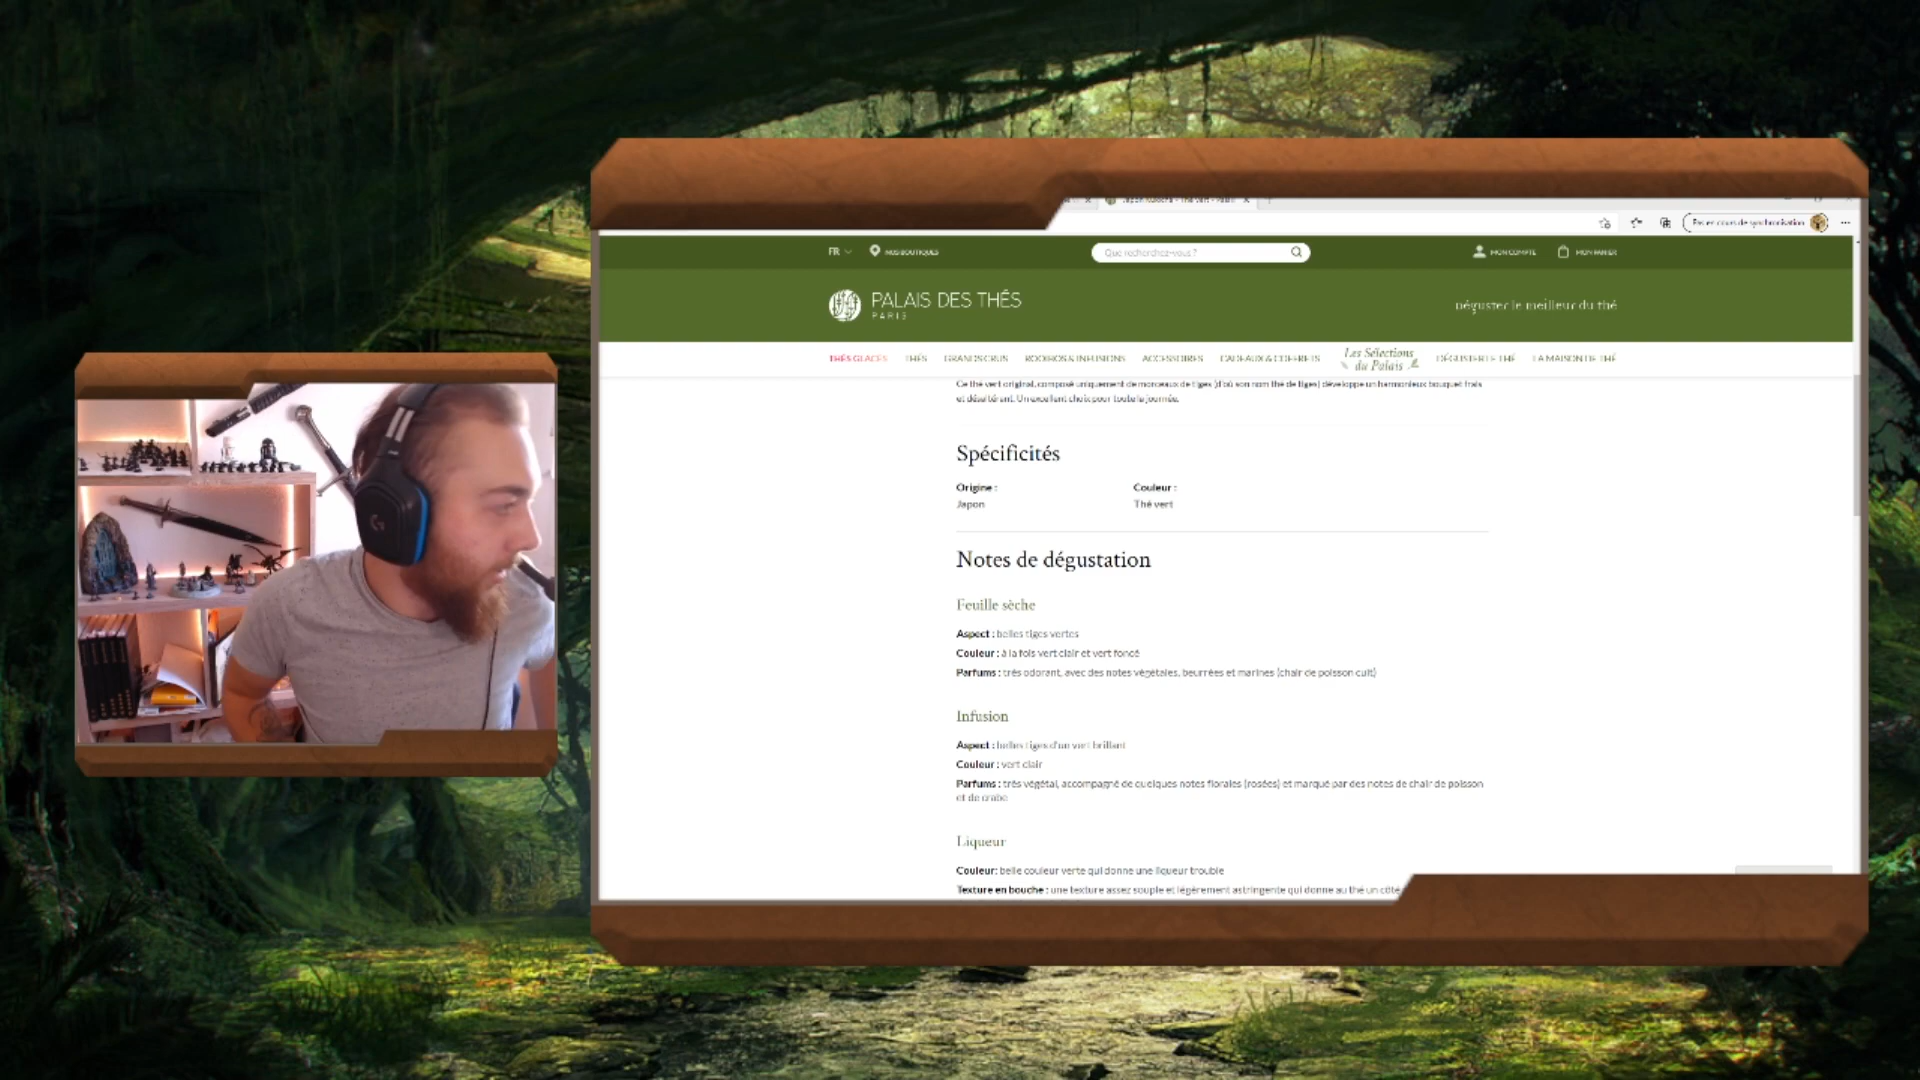 Pas en cours de synchronisation
FR
NOS BOUTIQUES
Que recherchez-vous ?
MON COMPTE
MON PANIER
PALAIS DES THÉS
PARIS
Déguster le meilleur du thé
THÉS GLACÉS
THÉS
GRANDS CRUS
ROOIBOS & INFUSIONS
ACCESSOIRES
CADEAUX & COFFRETS
Les Sélections
du Palais
DÉGUSTER LE THÉ
LA MAISON DE THÉ
Ce thé vert original, composé uniquement de morceaux de tiges (d'où son nom thé de tiges) développe un harmonieux bouquet frais
et désaltérant. Un excellent choix pour toute la journée.
Spécificités
Origine :
Couleur :
Japon
Thé vert
Notes de dégustation
Feuille sèche
Aspect : belles tiges vertes
Couleur : à la fois vert clair et vert foncé
Parfums : très odorant, avec des notes végétales, beurrées et marines (chair de poisson cuit)
Infusion
Aspect : belles tiges d'un vert brillant
Couleur : vert clair
Parfums : très végétal, accompagné de quelques notes florales (rosées) et marqué par des notes de chair de poisson
et de crabe
Liqueur
Couleur: belle couleur verte qui donne une liqueur trouble
Texture en bouche : une texture assez souple et légèrement astringente qui donne au thé un côté